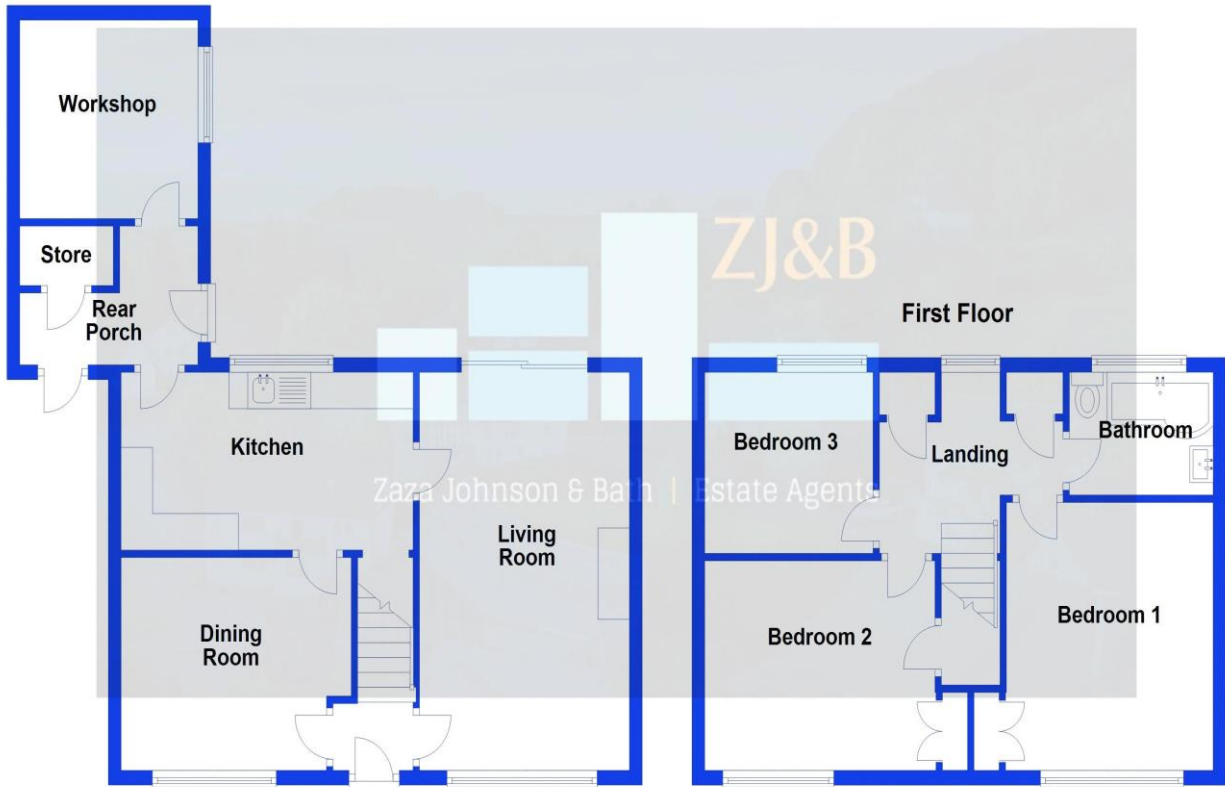 Workshop
Store
Rear
Porch
Kitchen
Living
Room
Dining
Room
ZJ&B
Zaza Johnson & Bath | Estate Agents
First Floor
Bedroom 3
Landing
Bathroom
Bedroom 2
Bedroom 1